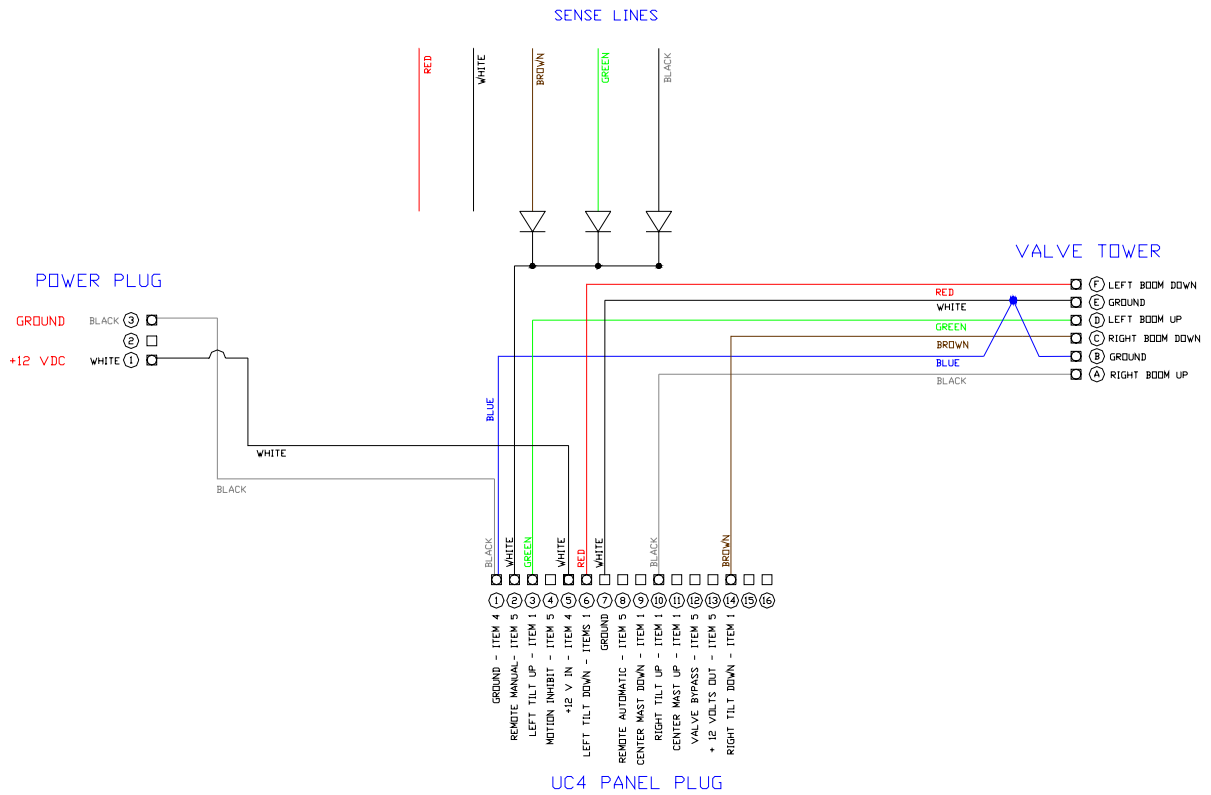 SENSE LINES
RED
WHITE
BROWN
GREEN
BLACK
POWER PLUG
GROUND BLACK 3
2
+12 VDC WHITE 1
WHITE
BLACK
VALVE TOWER
RED
WHITE
GREEN
BROWN
BLUE
BLACK
F LEFT BOOM DOWN
E GROUND
D LEFT BOOM UP
C RIGHT BOOM DOWN
B GROUND
A RIGHT BOOM UP
BLUE
BLACK
WHITE
GREEN
WHITE
RED
WHITE
BLACK
BROWN
1 GROUND - ITEM 4
2 REMOTE MANUAL- ITEM 5
3 LEFT TILT UP - ITEM 1
4 MOTION INHIBIT - ITEM 5
5 +12 V IN - ITEM 4
6 LEFT TILT DOWN - ITEMS 1
7 GROUND
8 REMOTE AUTOMATIC - ITEM 5
9 CENTER MAST DOWN - ITEM 1
10 RIGHT TILT UP - ITEM 1
11 CENTER MAST UP - ITEM 1
12 VALVE BYPASS - ITEM 5
13 + 12 VOLTS OUT - ITEM 5
14 RIGHT TILT DOWN - ITEM 1
15
16
UC4 PANEL PLUG